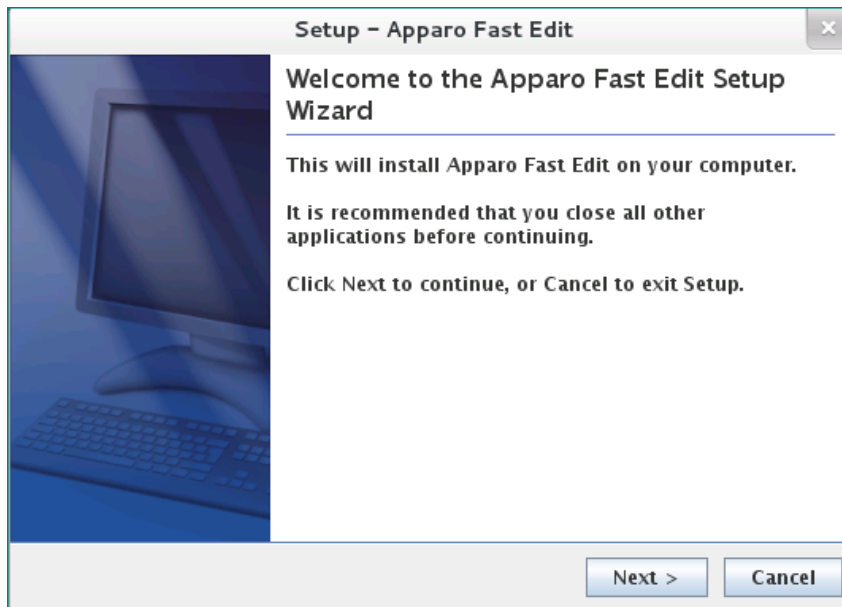 Setup – Apparo Fast Edit
Welcome to the Apparo Fast Edit Setup
Wizard
This will install Apparo Fast Edit on your computer.
It is recommended that you close all other
applications before continuing.
Click Next to continue, or Cancel to exit Setup.
Next >
Cancel